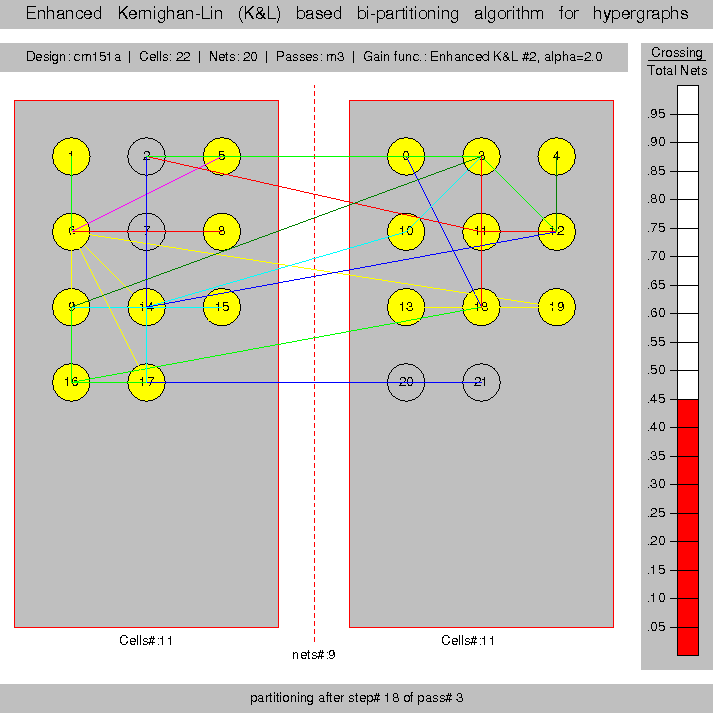 Enhanced Kernighan-Lin (K&L) based bi-partitioning algorithm for hypergraphs
Design: cm151a | Cells: 22 | Nets: 20 | Passes: m3 | Gain func.: Enhanced K&L #2, alpha=2.0
Crossing
Total Nets
.95
.90
.85
.80
.75
.70
.65
.60
.55
.50
.45
.40
.35
.30
.25
.20
.15
.10
.05
1 2 5 0 3 4
6 7 8 10 11 12
9 14 15 13 18 19
16 17 20 21
Cells#:11 Cells#:11
nets#:9
partitioning after step# 18 of pass# 3